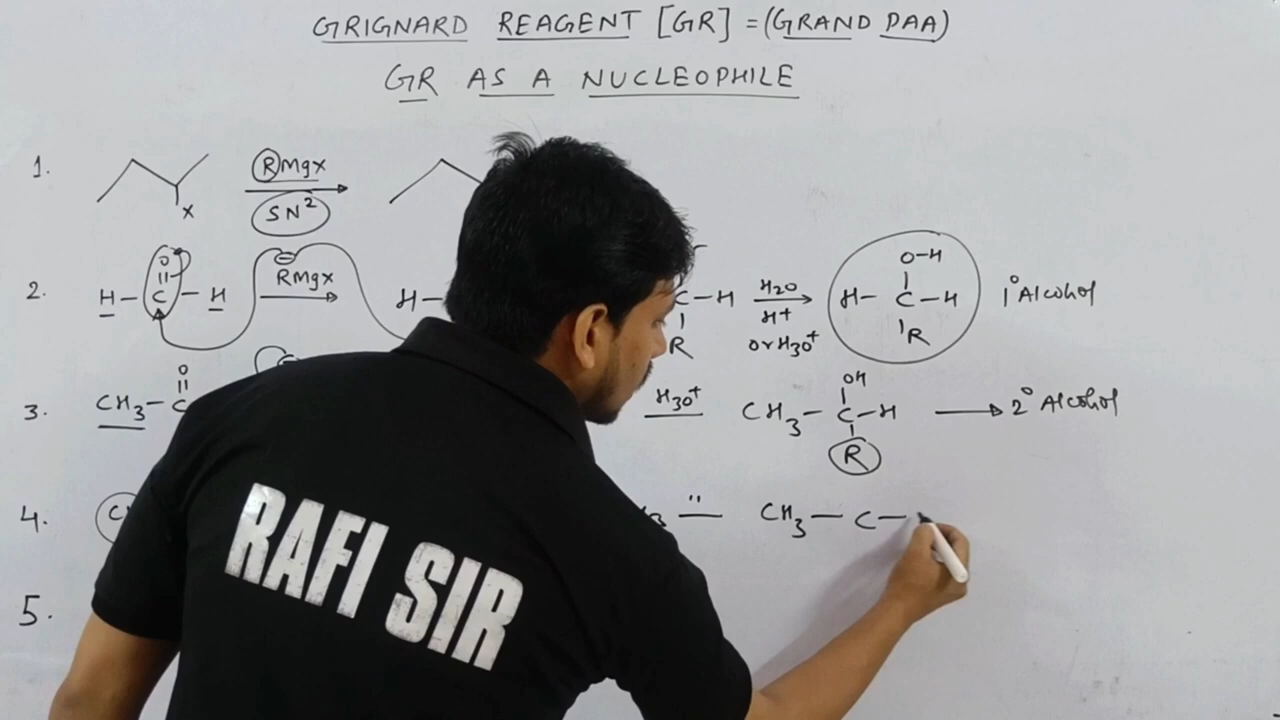 GRIGNARD REAGENT [GR] = (GRAND DAA)
GR AS A NUCLEOPHILE
1.
RMgx
SN²
x
2.
O
H-C-H
RMgx
H-
C-H
R
H2O
H+
or H3O+
O-H
H-C-H
R
1° Alcohol
3.
O
CH3-C
H3O+
OH
CH3-C-H
R
2° Alcohol
4.
"
CH3-C-
5.
RAFI SIR